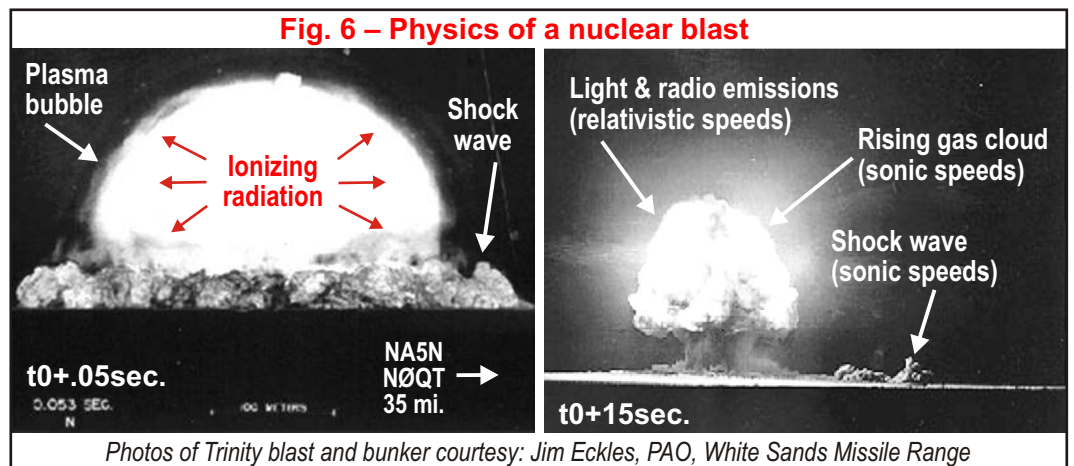 Fig. 6 – Physics of a nuclear blast
Plasma
bubble
Shock
wave
Ionizing
radiation
t0+.05sec.
NA5N
NØQT
35 mi.
0.053 SEC.
N
100 METERS
Light & radio emissions
(relativistic speeds)
Rising gas cloud
(sonic speeds)
Shock wave
(sonic speeds)
t0+15sec.
Photos of Trinity blast and bunker courtesy: Jim Eckles, PAO, White Sands Missile Range